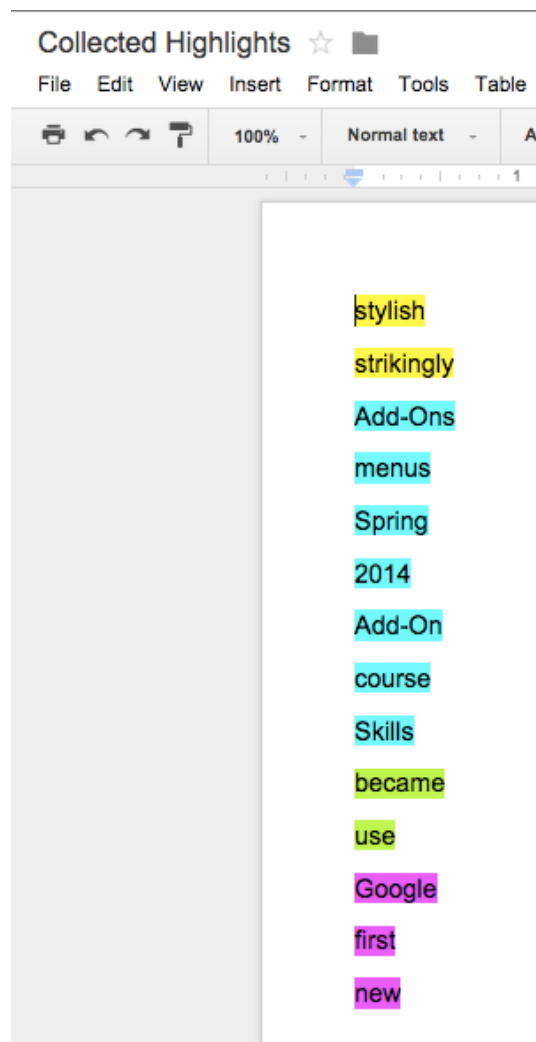 Collected Highlights
File Edit View Insert Format Tools Table
100% Normal text A
1
stylish
strikingly
Add-Ons
menus
Spring
2014
Add-On
course
Skills
became
use
Google
first
new